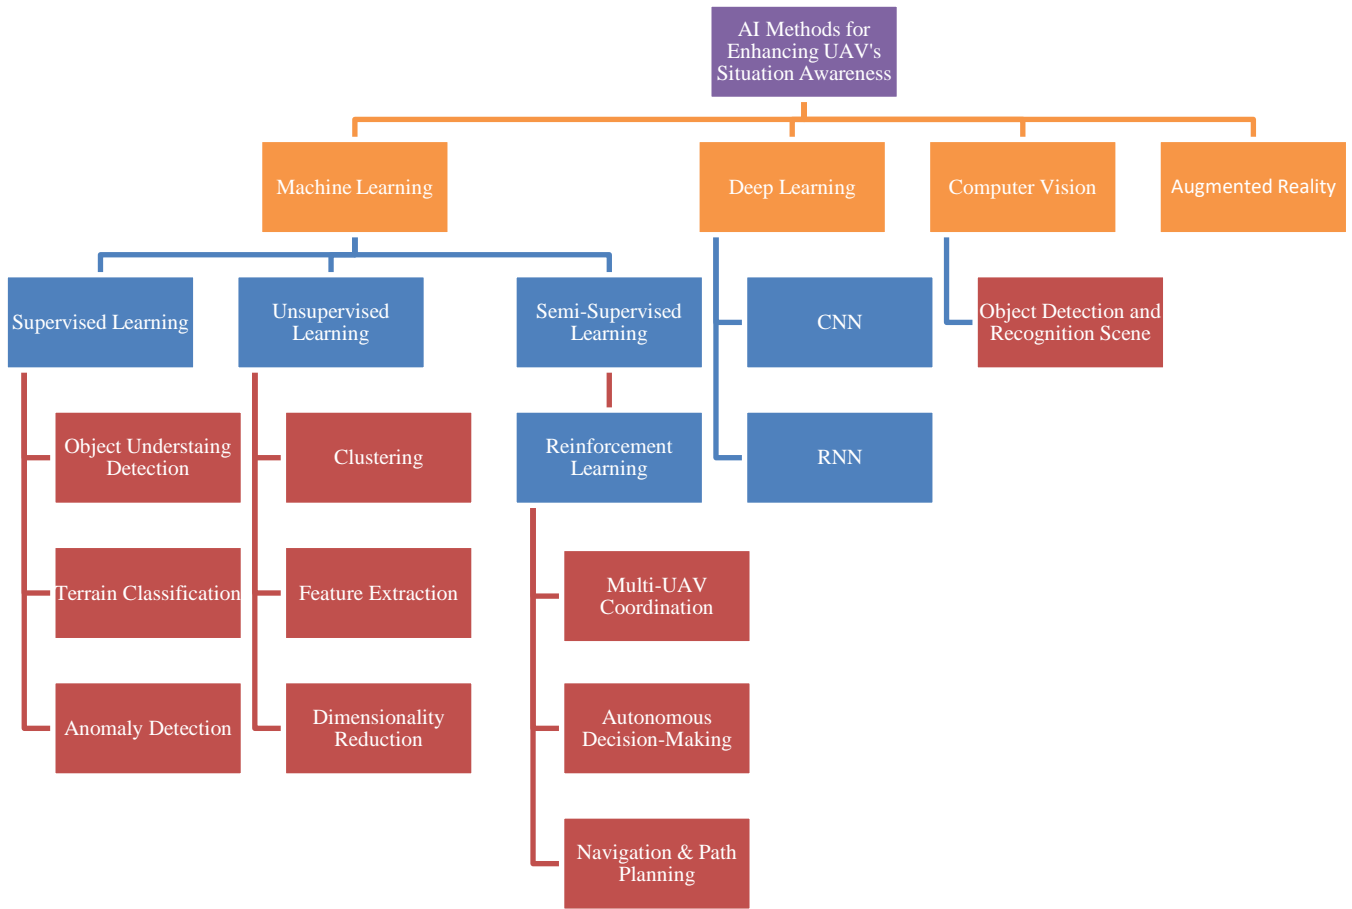 AI Methods for
Enhancing UAV's
Situation Awareness
Machine Learning
Deep Learning
Computer Vision
Augmented Reality
Supervised Learning
Unsupervised
Learning
Semi-Supervised
Learning
CNN
Object Detection and
Recognition Scene
Object Understaing
Detection
Clustering
Reinforcement
Learning
RNN
Terrain Classification
Feature Extraction
Multi-UAV
Coordination
Anomaly Detection
Dimensionality
Reduction
Autonomous
Decision-Making
Navigation & Path
Planning